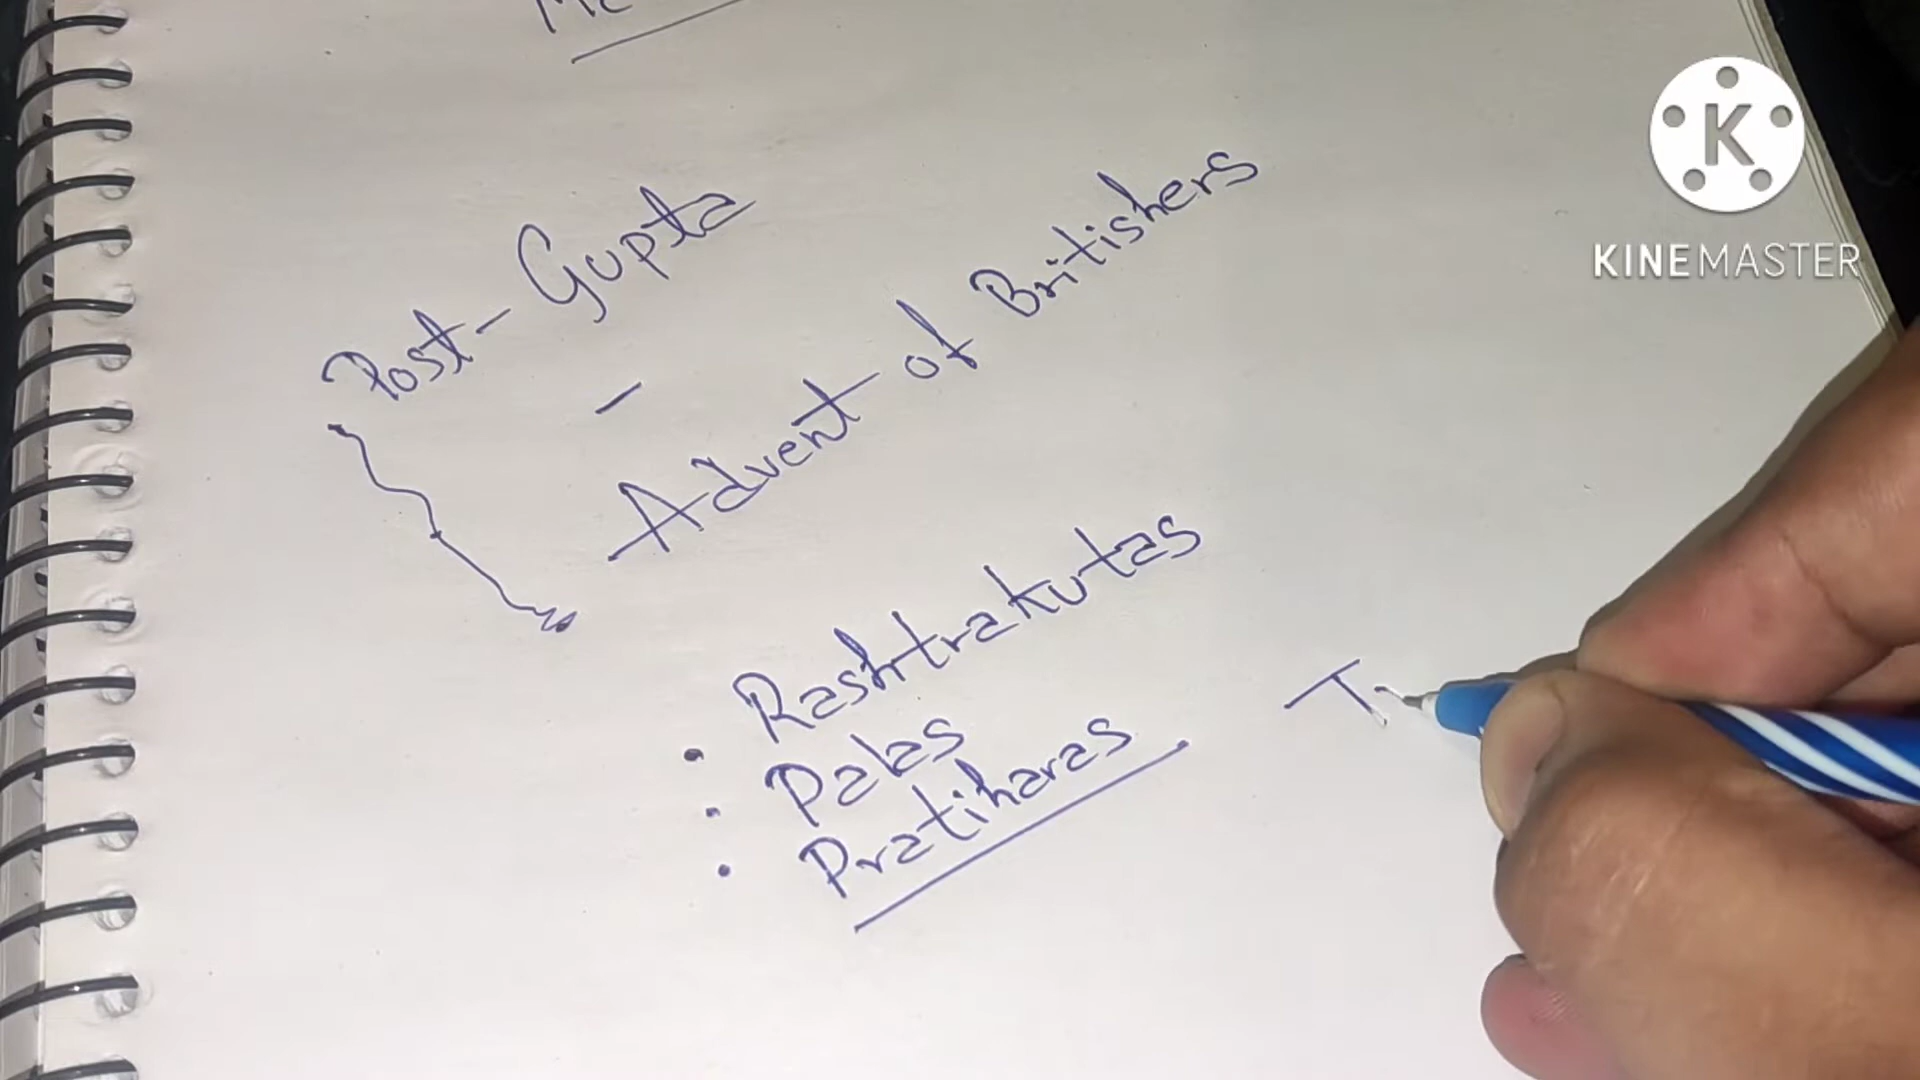 Post-Gupta
-
Advent of Britishers
• Rashtrakutas
• Palas
• Pratiharas
K
KINEMASTER